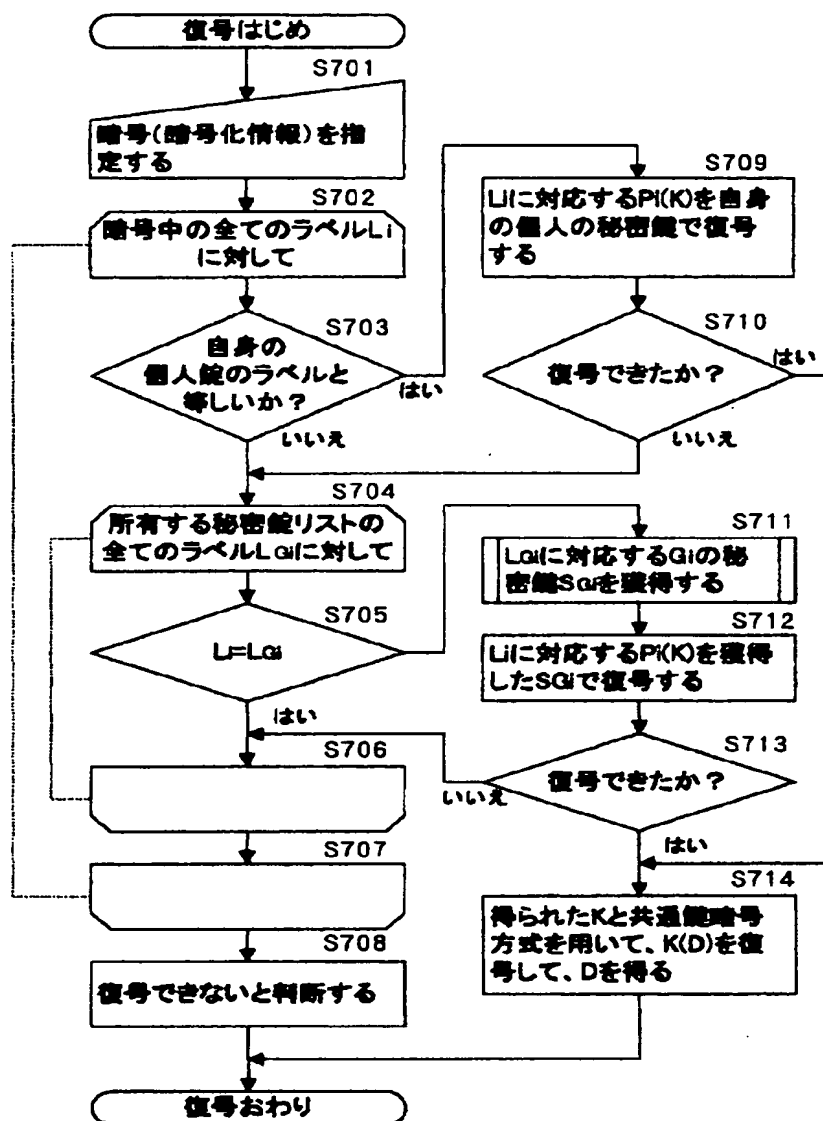 復号はじめ
S701
暗号(暗号化情報)を指
定する
S702
暗号中の全てのラベルLi
に対して
S703
自身の
個人錠のラベルと
等しいか？
はい
いいえ
S709
Liに対応するPi(K)を自身
の個人の秘密鍵で復号
する
S710
復号できたか？
はい
いいえ
S704
所有する秘密錠リストの
全てのラベルLGiに対して
S705
Li=LGi
はい
S711
LGiに対応するGiの秘
密鍵SGiを獲得する
S712
Liに対応するPi(K)を獲得
したSGiで復号する
S713
復号できたか？
いいえ
はい
S706
S707
S708
復号できないと判断する
S714
得られたKと共通鍵暗号
方式を用いて、K(D)を復
号して、Dを得る
復号おわり